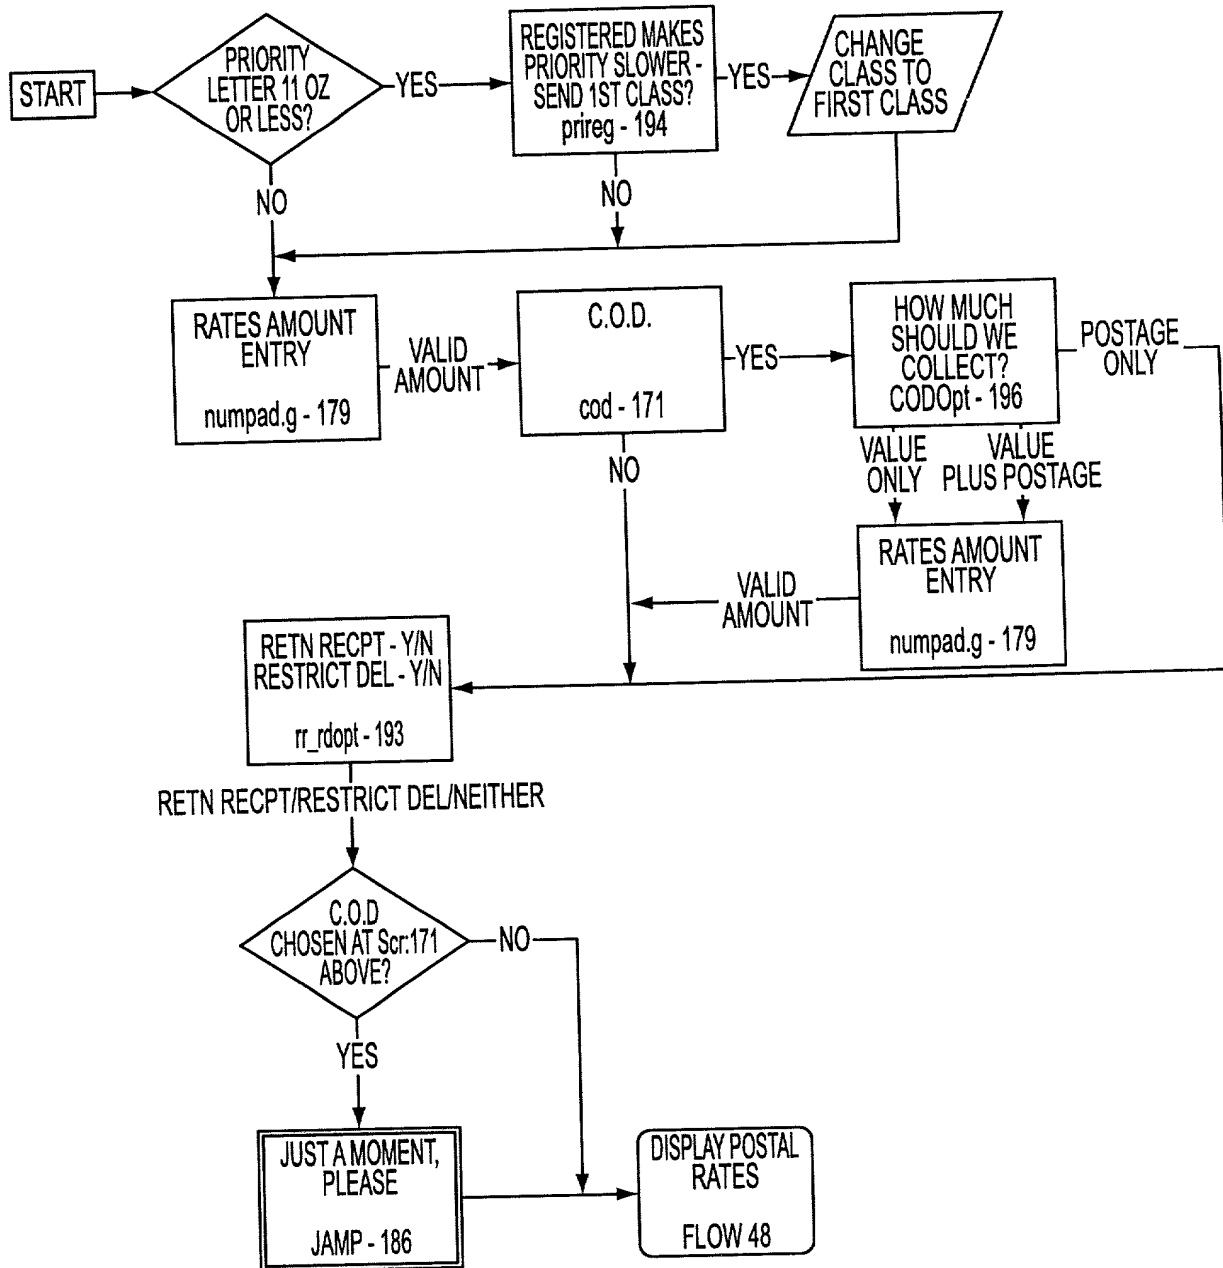 START
PRIORITY
LETTER 11 OZ
OR LESS?
YES
REGISTERED MAKES
PRIORITY SLOWER -
SEND 1ST CLASS?
prireg - 194
YES
CHANGE
CLASS TO
FIRST CLASS
NO
NO
RATES AMOUNT
ENTRY
numpad.g - 179
VALID
AMOUNT
C.O.D.
cod - 171
YES
HOW MUCH
SHOULD WE
COLLECT?
CODOpt - 196
POSTAGE
ONLY
NO
VALUE
ONLY
VALUE
PLUS POSTAGE
RATES AMOUNT
ENTRY
numpad.g - 179
VALID
AMOUNT
RETN RECPT - Y/N
RESTRICT DEL - Y/N
rr_rdopt - 193
RETN RECPT/RESTRICT DEL/NEITHER
C.O.D
CHOSEN AT Scr:171
ABOVE?
NO
YES
JUST A MOMENT,
PLEASE
JAMP - 186
DISPLAY POSTAL
RATES
FLOW 48